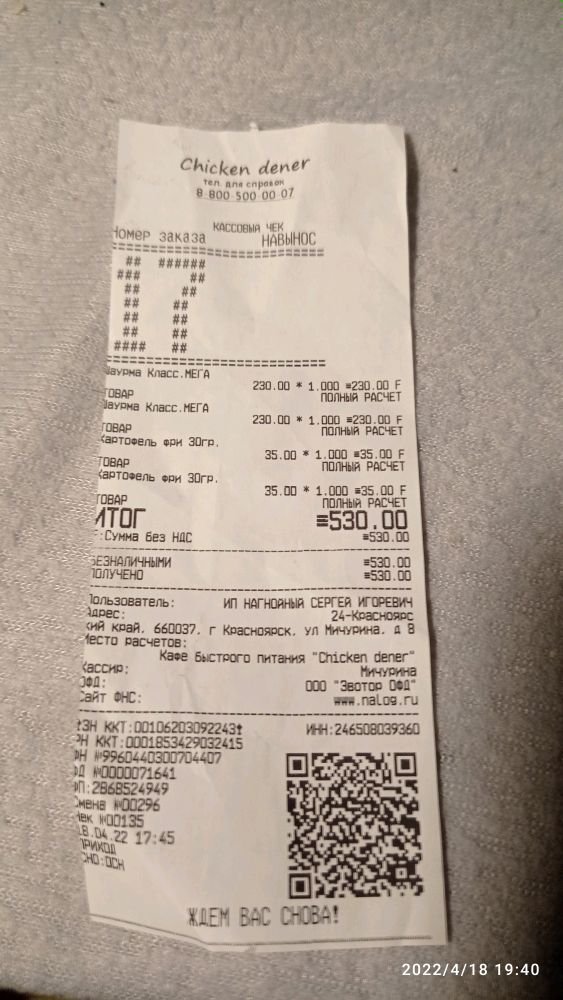 Chicken dener
тел. для справок
8 800 500 00 07
КАССОВЫЙ ЧЕК
Номер заказа НАВЫНОС
================================
## ######
### ##
## ##
## ##
## ##
## ##
#### ##
================================
Шаурма Класс.МЕГА
230.00 * 1.000 ≡230.00 F
ТОВАР ПОЛНЫЙ РАСЧЕТ
Шаурма Класс.МЕГА
230.00 * 1.000 ≡230.00 F
ТОВАР ПОЛНЫЙ РАСЧЕТ
Картофель фри 30гр.
35.00 * 1.000 ≡35.00 F
ТОВАР ПОЛНЫЙ РАСЧЕТ
Картофель фри 30гр.
35.00 * 1.000 ≡35.00 F
ТОВАР ПОЛНЫЙ РАСЧЕТ
ИТОГ ≡530.00
F:Сумма без НДС ≡530.00
БЕЗНАЛИЧНЫМИ ≡530.00
ПОЛУЧЕНО ≡530.00
Пользователь: ИП НАГНОЙНЫЙ СЕРГЕЙ ИГОРЕВИЧ
Адрес: 24-Красноярс
кий край, 660037, г Красноярск, ул Мичурина, д 8
Место расчетов:
Кафе быстрого питания "Chicken dener"
Кассир: Мичурина
ОФД: ООО "Эвотор ОФД"
Сайт ФНС: www.nalog.ru
ЗН ККТ:00106203092243 ИНН:246508039360
РН ККТ:0001853429032415
ФН №9960440300704407
ФД №0000071641
ФП:2868524949
Смена №00296
Чек №00135
18.04.22 17:45
ПРИХОД
СНО:ОСН
ЖДЕМ ВАС СНОВА!
2022/4/18 19:40